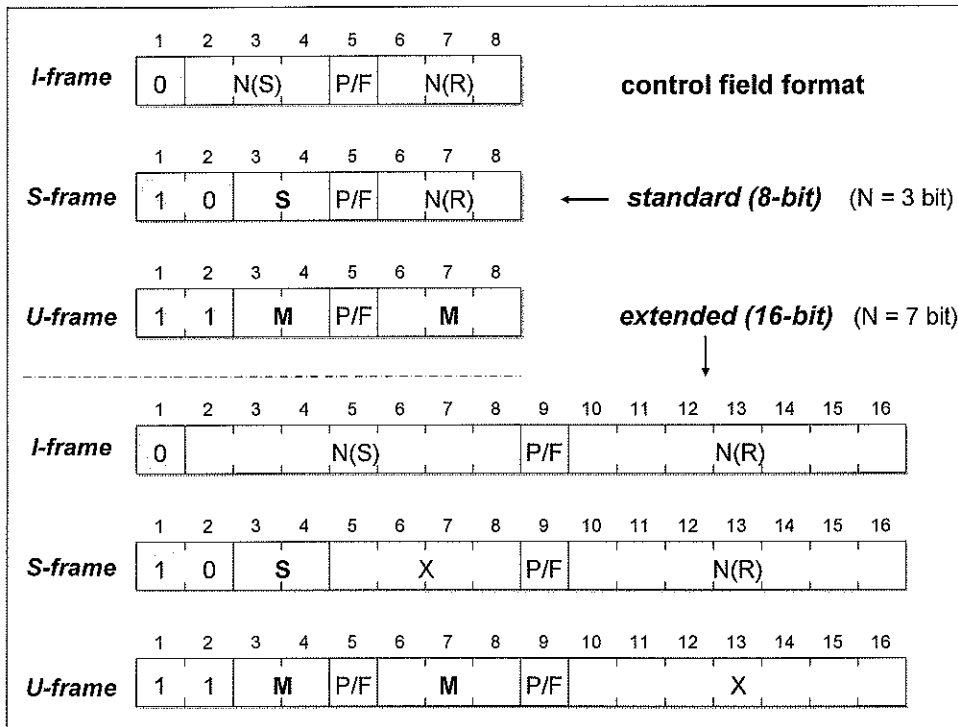 1 2 3 4 5 6 7 8
I-frame 0 N(S) P/F N(R)
control field format
1 2 3 4 5 6 7 8
S-frame 1 0 S P/F N(R)
standard (8-bit) (N = 3 bit)
1 2 3 4 5 6 7 8
U-frame 1 1 M P/F M
extended (16-bit) (N = 7 bit)
1 2 3 4 5 6 7 8 9 10 11 12 13 14 15 16
I-frame 0 N(S) P/F N(R)
1 2 3 4 5 6 7 8 9 10 11 12 13 14 15 16
S-frame 1 0 S X P/F N(R)
1 2 3 4 5 6 7 8 9 10 11 12 13 14 15 16
U-frame 1 1 M P/F M P/F X